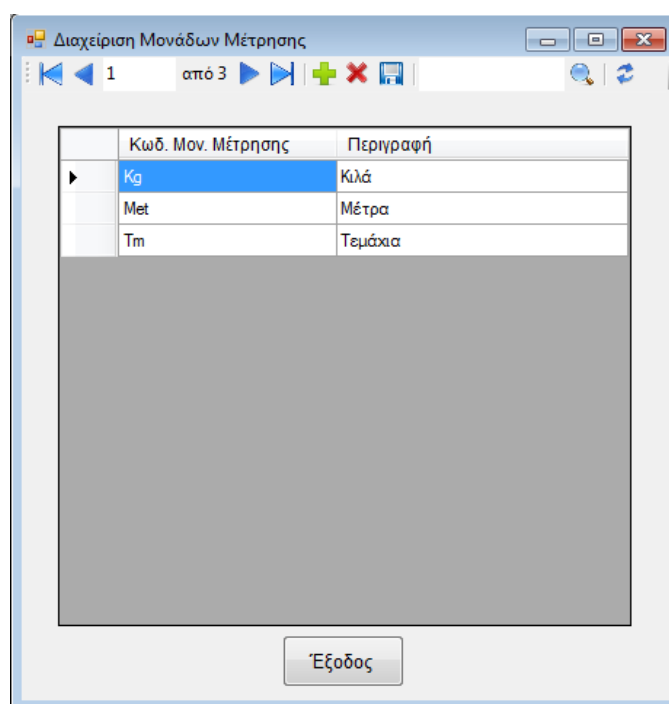 Διαχείριση Μονάδων Μέτρησης
1 από 3
Κωδ. Μον. Μέτρησης Περιγραφή
Kg Κιλά
Met Μέτρα
Tm Τεμάχια
Έξοδος